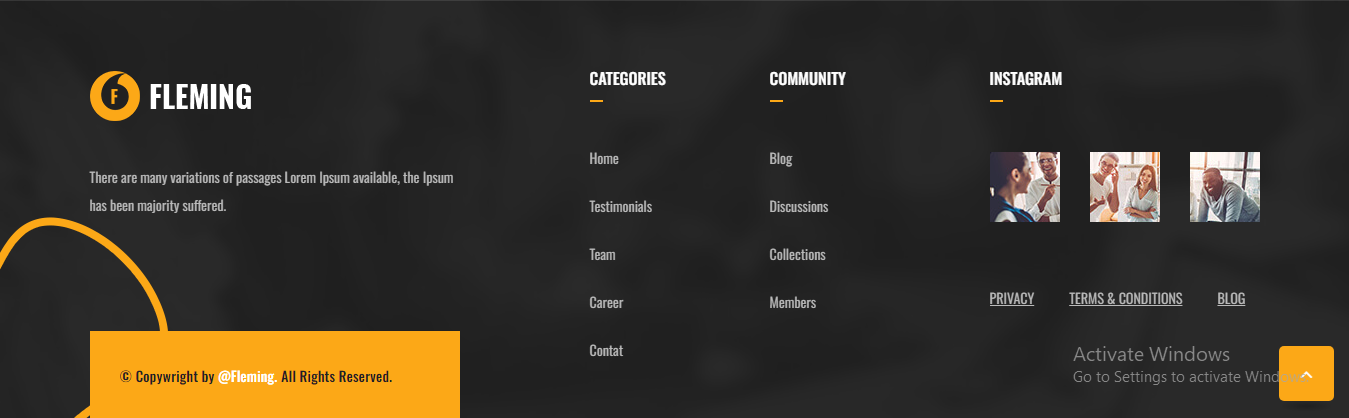 F FLEMING
There are many variations of passages Lorem Ipsum available, the Ipsum
has been majority suffered.
© Copywright by @Fleming. All Rights Reserved.
CATEGORIES
Home
Testimonials
Team
Career
Contat
COMMUNITY
Blog
Discussions
Collections
Members
INSTAGRAM
PRIVACY TERMS & CONDITIONS BLOG
Activate Windows
Go to Settings to activate Windows.